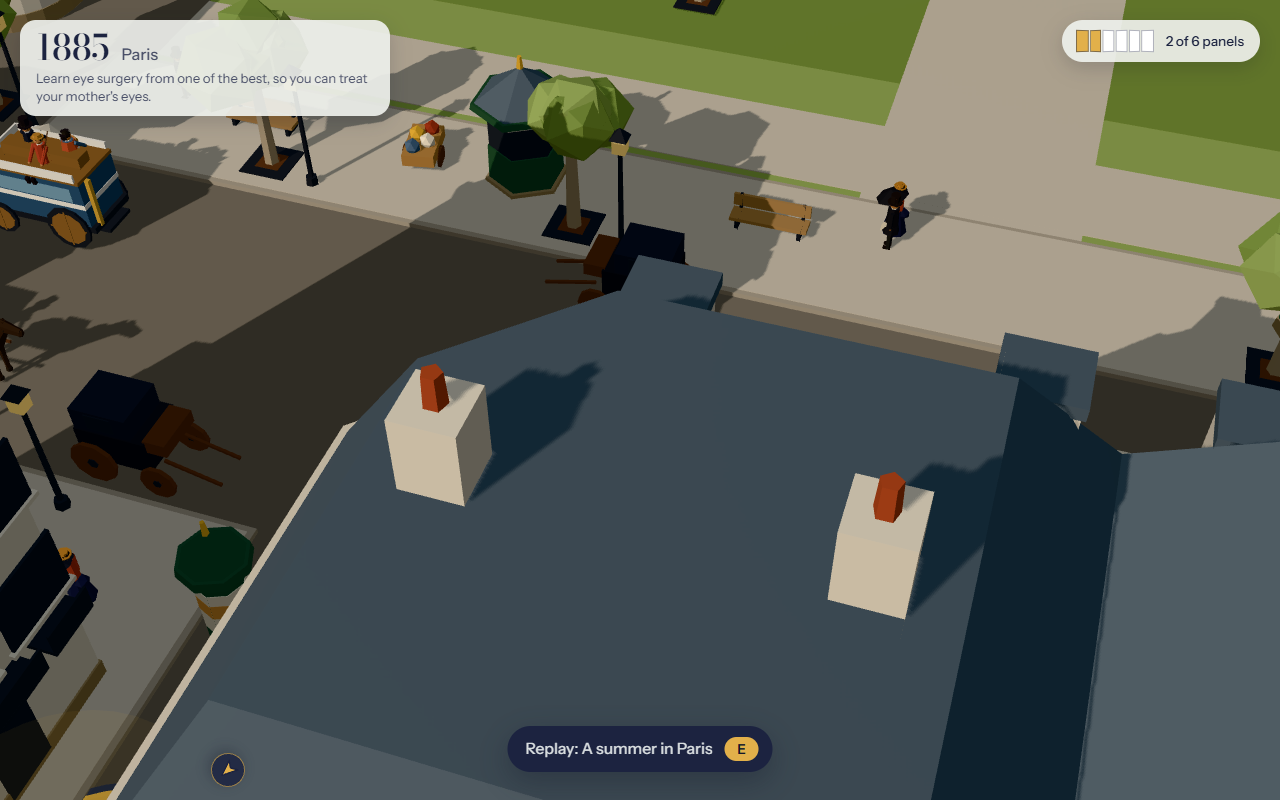 1885 Paris
Learn eye surgery from one of the best, so you can treat
your mother's eyes.
2 of 6 panels
Replay: A summer in Paris E